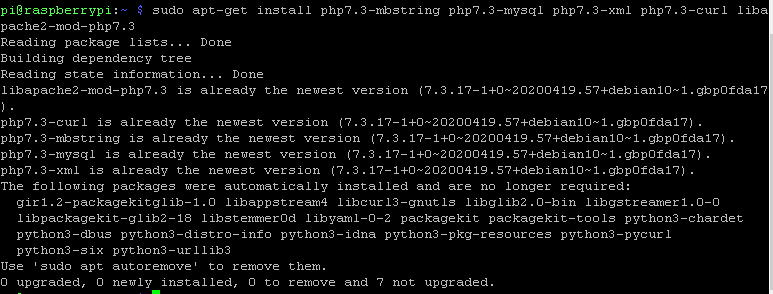 pi@raspberrypi:~ $ sudo apt-get install php7.3-mbstring php7.3-mysql php7.3-xml php7.3-curl liba
pache2-mod-php7.3
Reading package lists... Done
Building dependency tree
Reading state information... Done
libapache2-mod-php7.3 is already the newest version (7.3.17-1+0~20200419.57+debian10~1.gbp0fda17
).
php7.3-curl is already the newest version (7.3.17-1+0~20200419.57+debian10~1.gbp0fda17).
php7.3-mbstring is already the newest version (7.3.17-1+0~20200419.57+debian10~1.gbp0fda17).
php7.3-mysql is already the newest version (7.3.17-1+0~20200419.57+debian10~1.gbp0fda17).
php7.3-xml is already the newest version (7.3.17-1+0~20200419.57+debian10~1.gbp0fda17).
The following packages were automatically installed and are no longer required:
gir1.2-packagekitglib-1.0 libappstream4 libcurl3-gnutls libglib2.0-bin libgstreamer1.0-0
libpackagekit-glib2-18 libstemmer0d libyaml-0-2 packagekit packagekit-tools python3-chardet
python3-dbus python3-distro-info python3-idna python3-pkg-resources python3-pycurl
python3-six python3-urllib3
Use 'sudo apt autoremove' to remove them.
0 upgraded, 0 newly installed, 0 to remove and 7 not upgraded.